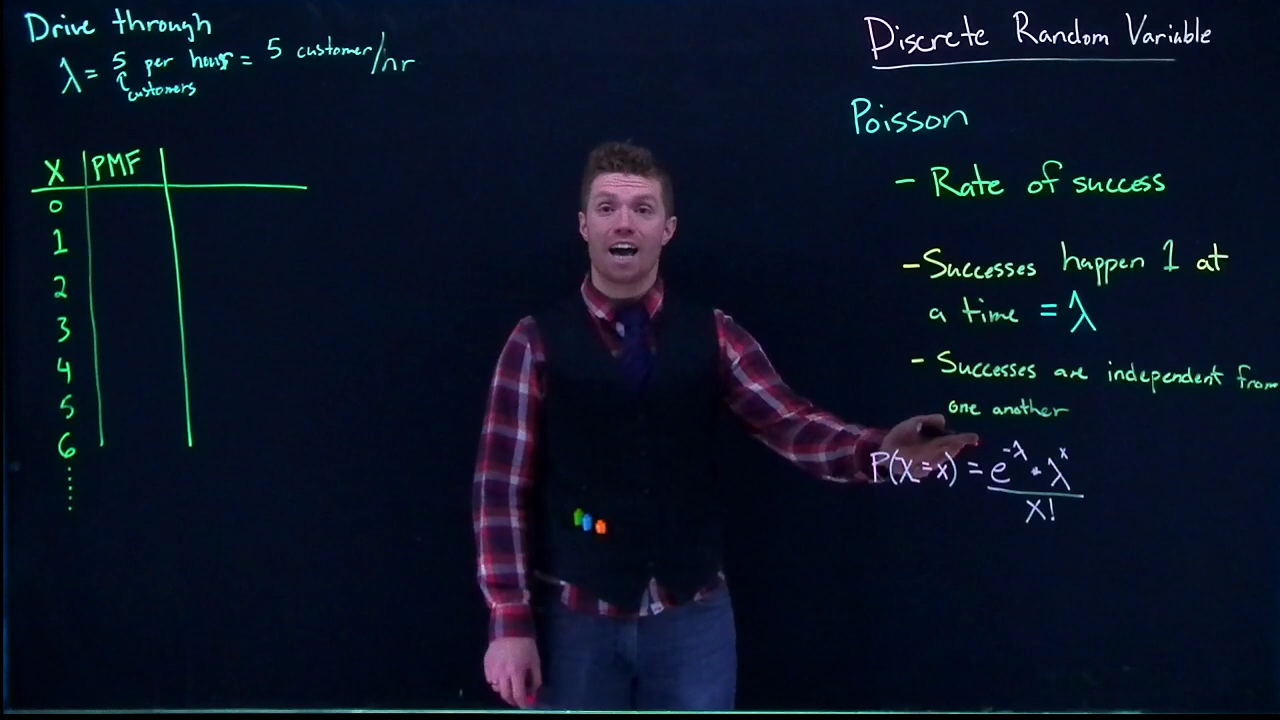 Drive through
λ = 5 per hour = 5 customer/hr
customers
X PMF
0
1
2
3
4
5
6
Discrete Random Variable
Poisson
- Rate of success
- Successes happen 1 at
a time = λ
- Successes are independent from
one another
P(X=x) = e^-λ · λ^x
x!